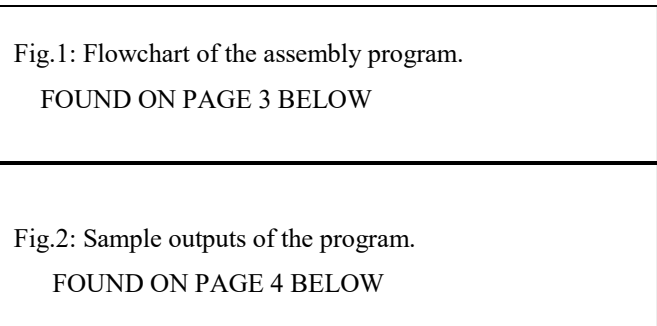 Fig.1: Flowchart of the assembly program.
FOUND ON PAGE 3 BELOW
Fig.2: Sample outputs of the program.
FOUND ON PAGE 4 BELOW